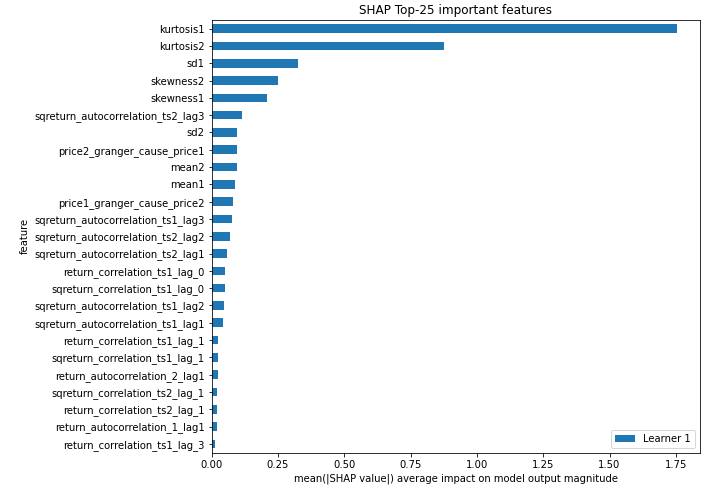 SHAP Top-25 important features
kurtosis1
kurtosis2
sd1
skewness2
skewness1
sqreturn_autocorrelation_ts2_lag3
sd2
price2_granger_cause_price1
mean2
mean1
price1_granger_cause_price2
sqreturn_autocorrelation_ts1_lag3
sqreturn_autocorrelation_ts2_lag2
sqreturn_autocorrelation_ts2_lag1
return_correlation_ts1_lag_0
sqreturn_correlation_ts1_lag_0
sqreturn_autocorrelation_ts1_lag2
sqreturn_autocorrelation_ts1_lag1
return_correlation_ts1_lag_1
sqreturn_correlation_ts1_lag_1
return_autocorrelation_2_lag1
sqreturn_correlation_ts2_lag_1
return_correlation_ts2_lag_1
return_autocorrelation_1_lag1
return_correlation_ts1_lag_3
feature
Learner 1
0.00 0.25 0.50 0.75 1.00 1.25 1.50 1.75
mean(|SHAP value|) average impact on model output magnitude